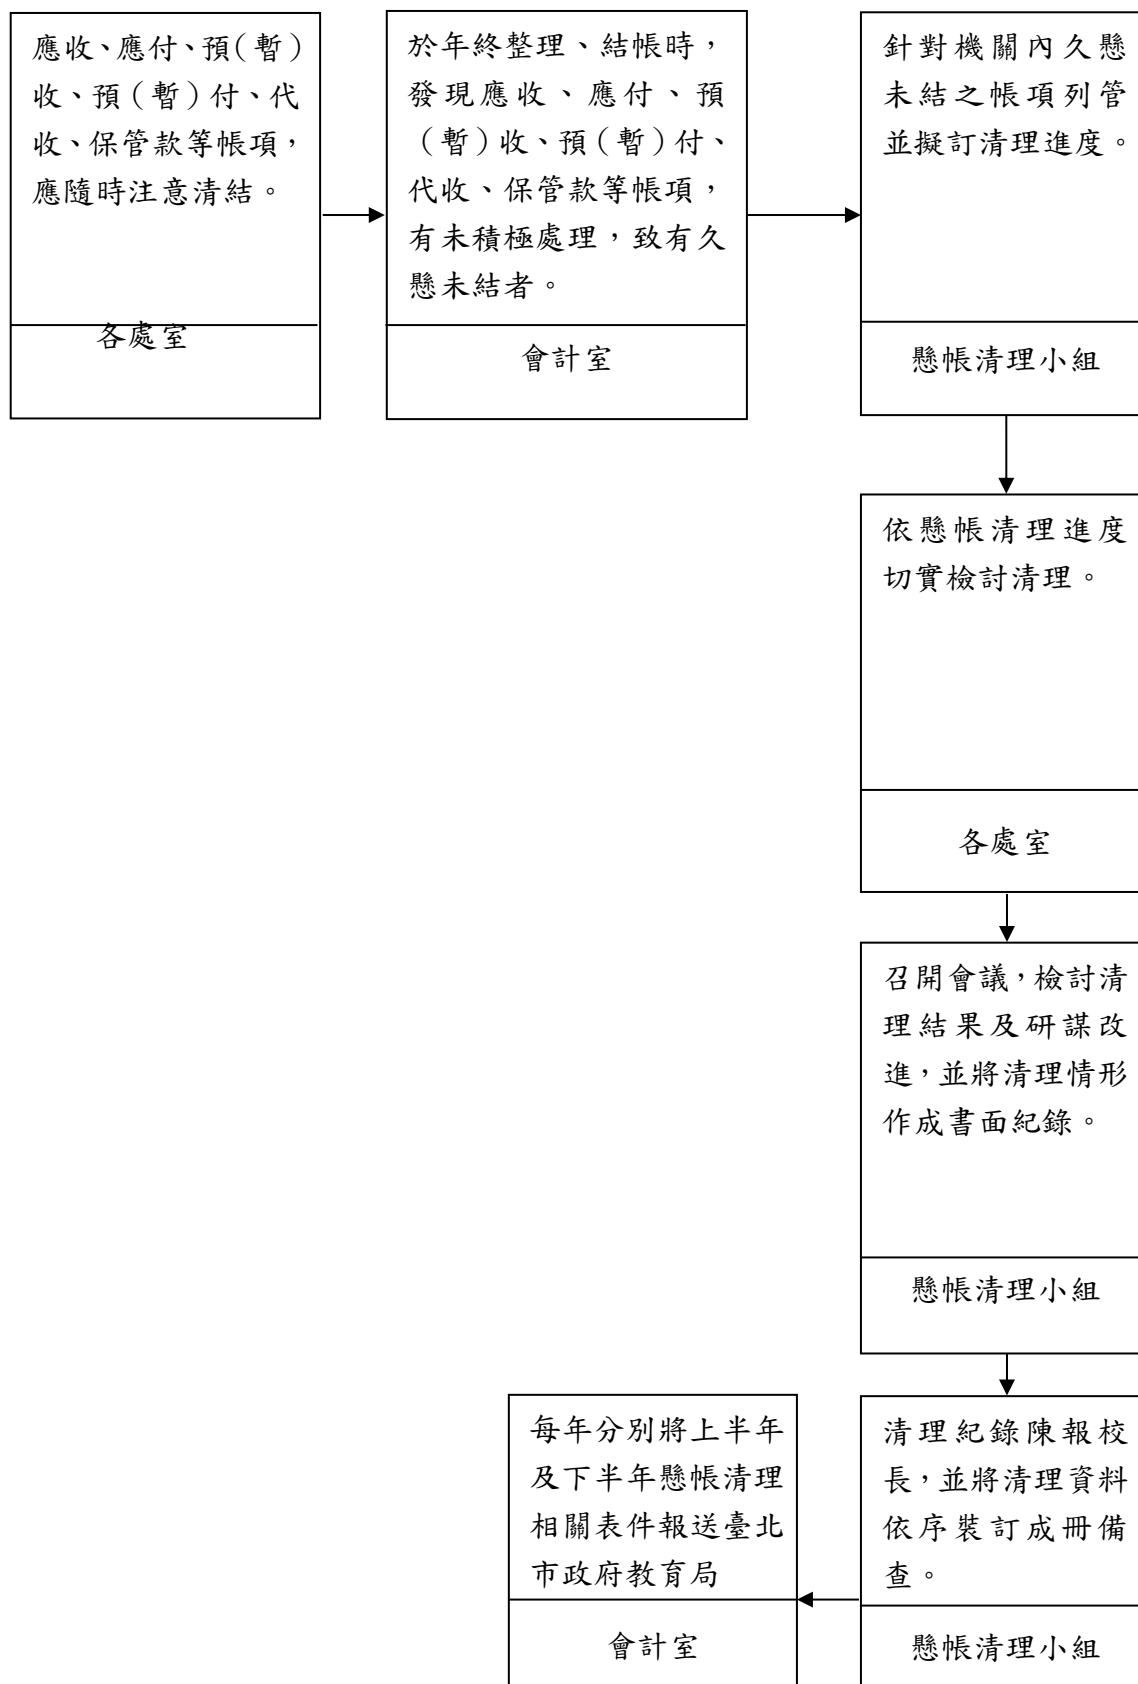 應收、應付、預（暫）
收、預（暫）付、代
收、保管款等帳項，
應隨時注意清結。
各處室
於年終整理、結帳時，
發現應收、應付、預
（暫）收、預（暫）付、
代收、保管款等帳項，
有未積極處理，致有久
懸未結者。
會計室
針對機關內久懸
未結之帳項列管
並擬訂清理進度。
懸帳清理小組
依懸帳清理進度
切實檢討清理。
各處室
召開會議，檢討清
理結果及研謀改
進，並將清理情形
作成書面紀錄。
懸帳清理小組
清理紀錄陳報校
長，並將清理資料
依序裝訂成冊備
查。
懸帳清理小組
每年分別將上半年
及下半年懸帳清理
相關表件報送臺北
市政府教育局
會計室